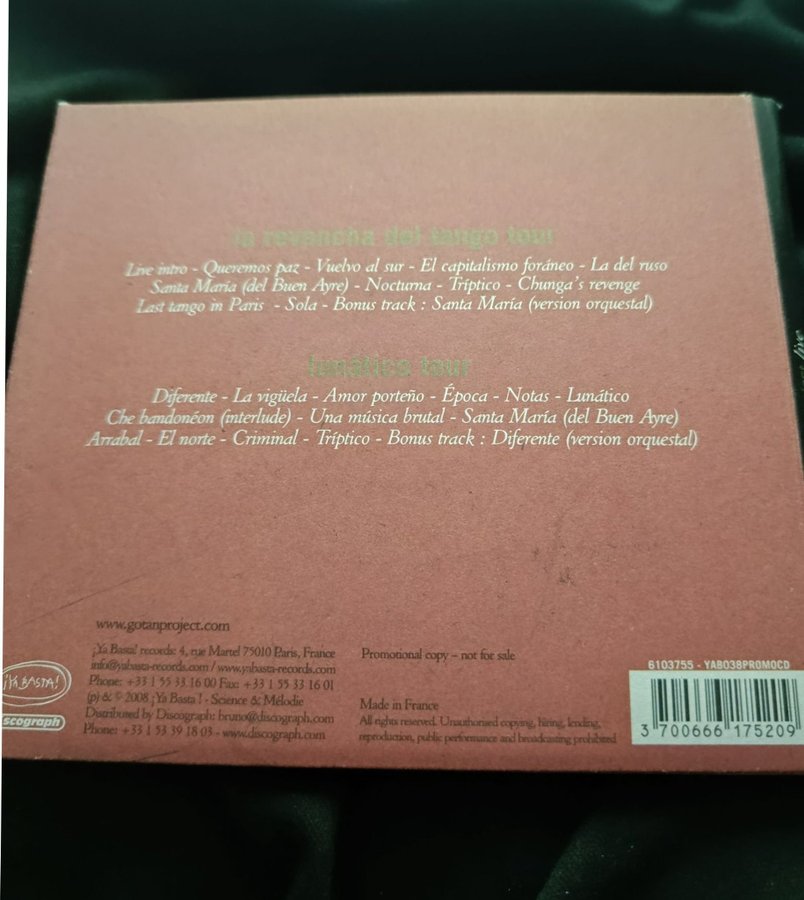 la revancha del tango tour
Live intro - Queremos paz - Vuelvo al sur - El capitalismo foráneo - La del ruso
Santa María (del Buen Ayre) - Nocturna - Tríptico - Chunga's revenge
Last tango in Paris - Sola - Bonus track : Santa María (version orquestal)
lunático tour
Diferente - La vigüela - Amor porteño - Época - Notas - Lunático
Che bandonéon (interlude) - Una música brutal - Santa María (del Buen Ayre)
Arrabal - El norte - Criminal - Tríptico - Bonus track : Diferente (version orquestal)
live
www.gotanproject.com
¡Ya Basta! records: 4, rue Martel 75010 Paris, France
info@yabasta-records.com / www.yabasta-records.com
Phone: +33 1 55 33 16 00 Fax: +33 1 55 33 16 01
(p) & © 2008 ¡Ya Basta ! - Science & Mélodie
Distributed by Discograph: bruno@discograph.com
Phone: +33 1 53 39 18 03 - www.discograph.com
Promotional copy – not for sale
Made in France
All rights reserved. Unauthorised copying, hiring, lending,
reproduction, public performance and broadcasting prohibited
¡YA BASTA!
scograph
6103755 - YAB038PROMOCD
3 700666 175209